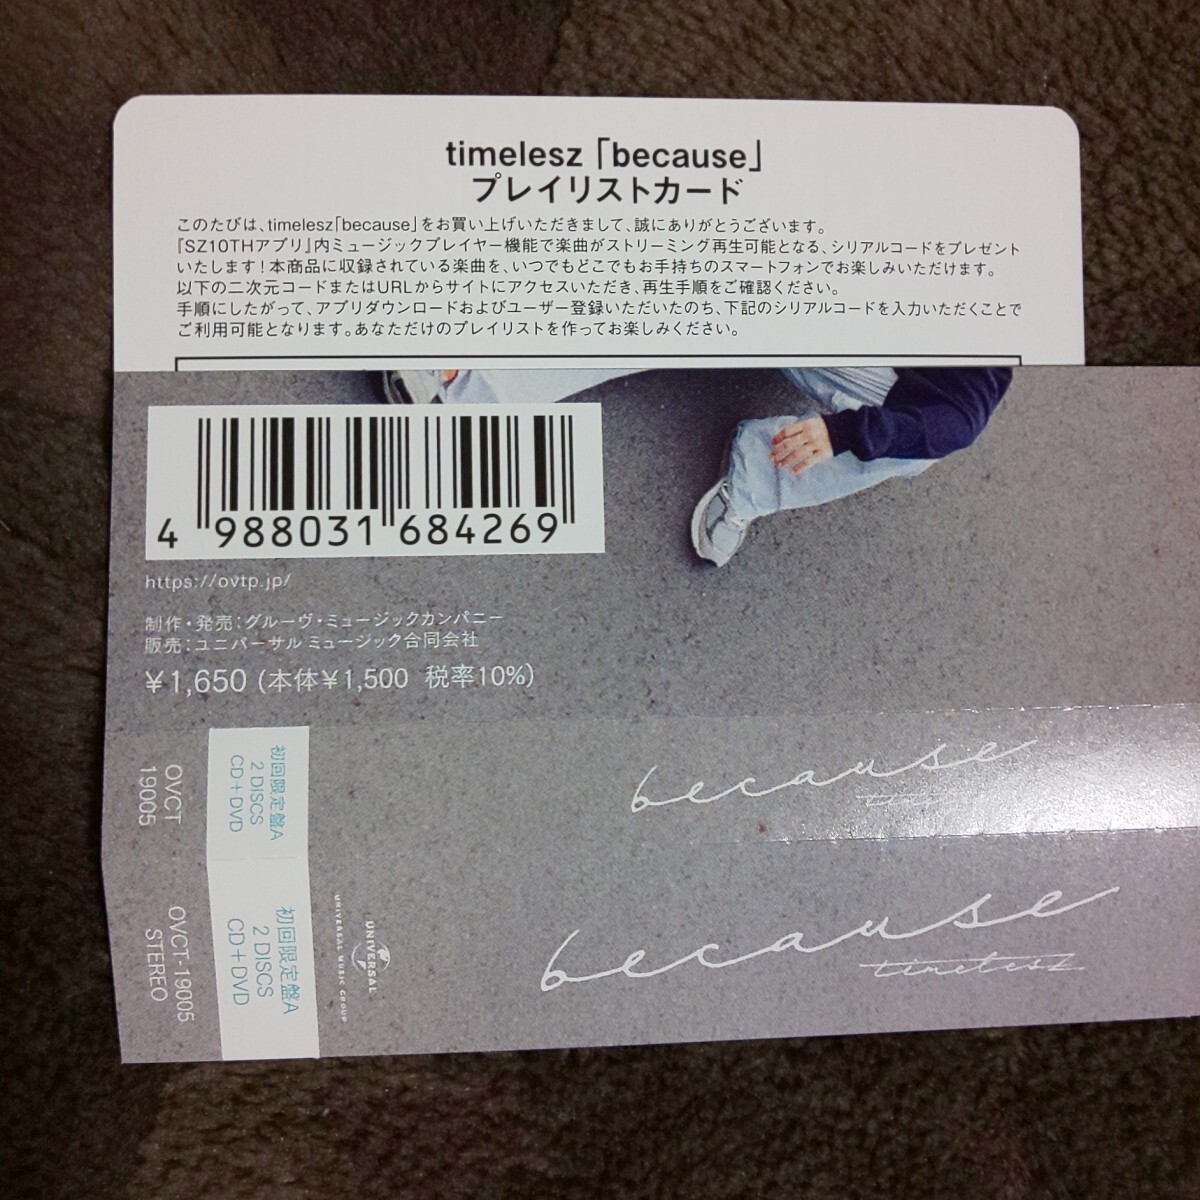 timelesz「because」
プレイリストカード
このたびは、timelesz「because」をお買い上げいただきまして、誠にありがとうございます。
『SZ10THアプリ』内ミュージックプレイヤー機能で楽曲がストリーミング再生可能となる、シリアルコードをプレゼント
いたします！本商品に収録されている楽曲を、いつでもどこでもお手持ちのスマートフォンでお楽しみいただけます。
以下の二次元コードまたはURLからサイトにアクセスいただき、再生手順をご確認ください。
手順にしたがって、アプリダウンロードおよびユーザー登録いただいたのち、下記のシリアルコードを入力いただくことで
ご利用可能となります。あなただけのプレイリストを作ってお楽しみください。
4 988031 684269
https://ovtp.jp/
制作・発売：グルーヴ・ミュージックカンパニー
販売：ユニバーサル ミュージック合同会社
¥1,650 (本体¥1,500 税率10%)
OVCT
19005
初回限定盤A
2 DISCS
CD+DVD
because
OVCT-19005
STEREO
初回限定盤A
2 DISCS
CD+DVD
UNIVERSAL
UNIVERSAL MUSIC GROUP
because
timelesz